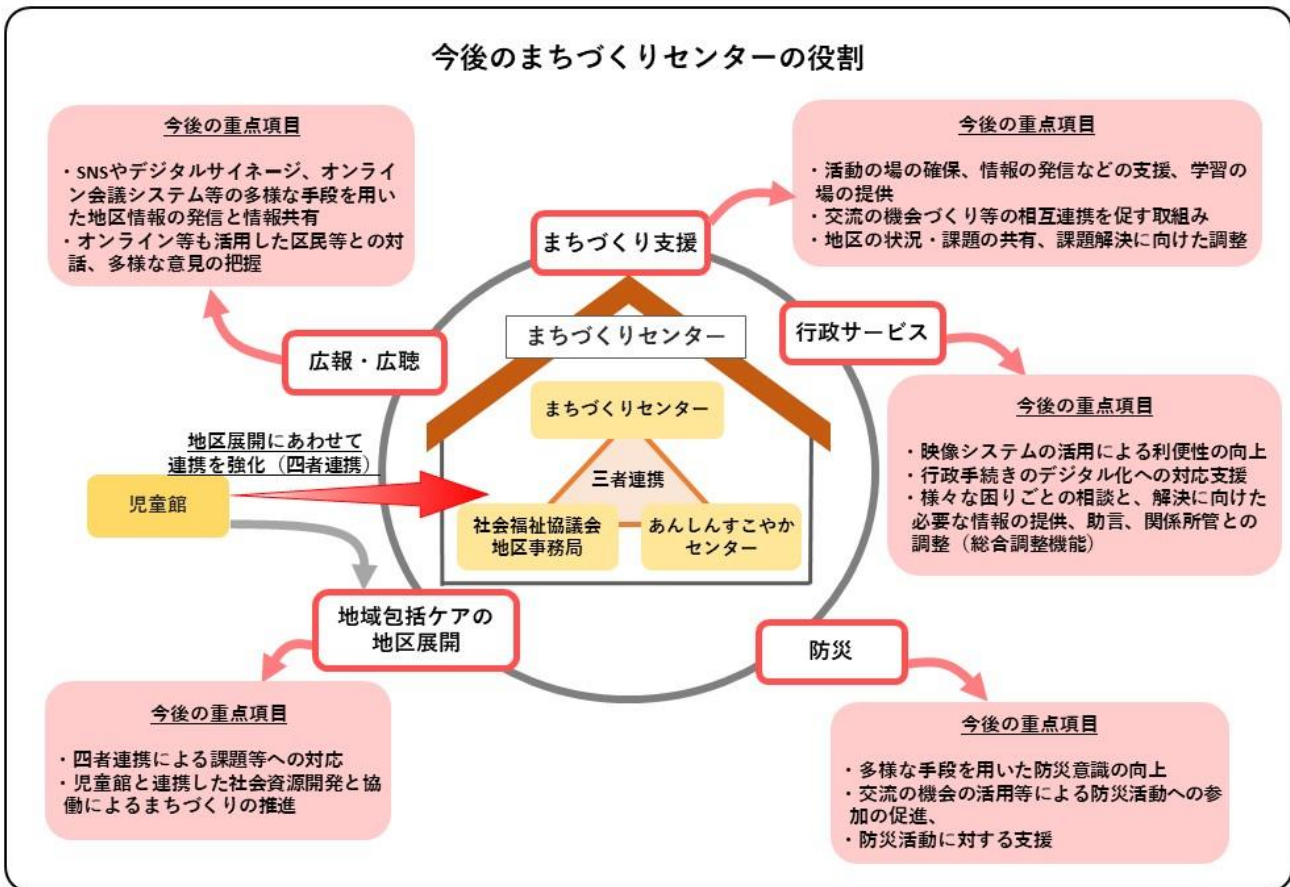 今後のまちづくりセンターの役割
今後の重点項目
・SNSやデジタルサイネージ、オンライン
会議システム等の多様な手段を用い
た地区情報の発信と情報共有
・オンライン等も活用した区民等との対
話、多様な意見の把握
今後の重点項目
・活動の場の確保、情報の発信などの支援、学習の
場の提供
・交流の機会づくり等の相互連携を促す取組み
・地区の状況・課題の共有、課題解決に向けた調整
まちづくり支援
広報・広聴
行政サービス
まちづくりセンター
まちづくりセンター
三者連携
社会福祉協議会
地区事務局
あんしんすこやか
センター
地区展開にあわせて
連携を強化（四者連携）
児童館
今後の重点項目
・映像システムの活用による利便性の向上
・行政手続きのデジタル化への対応支援
・様々な困りごとの相談と、解決に向けた
必要な情報の提供、助言、関係所管との
調整（総合調整機能）
地域包括ケアの
地区展開
防災
今後の重点項目
・四者連携による課題等への対応
・児童館と連携した社会資源開発と協
働によるまちづくりの推進
今後の重点項目
・多様な手段を用いた防災意識の向上
・交流の機会の活用等による防災活動への参
加の促進、
・防災活動に対する支援